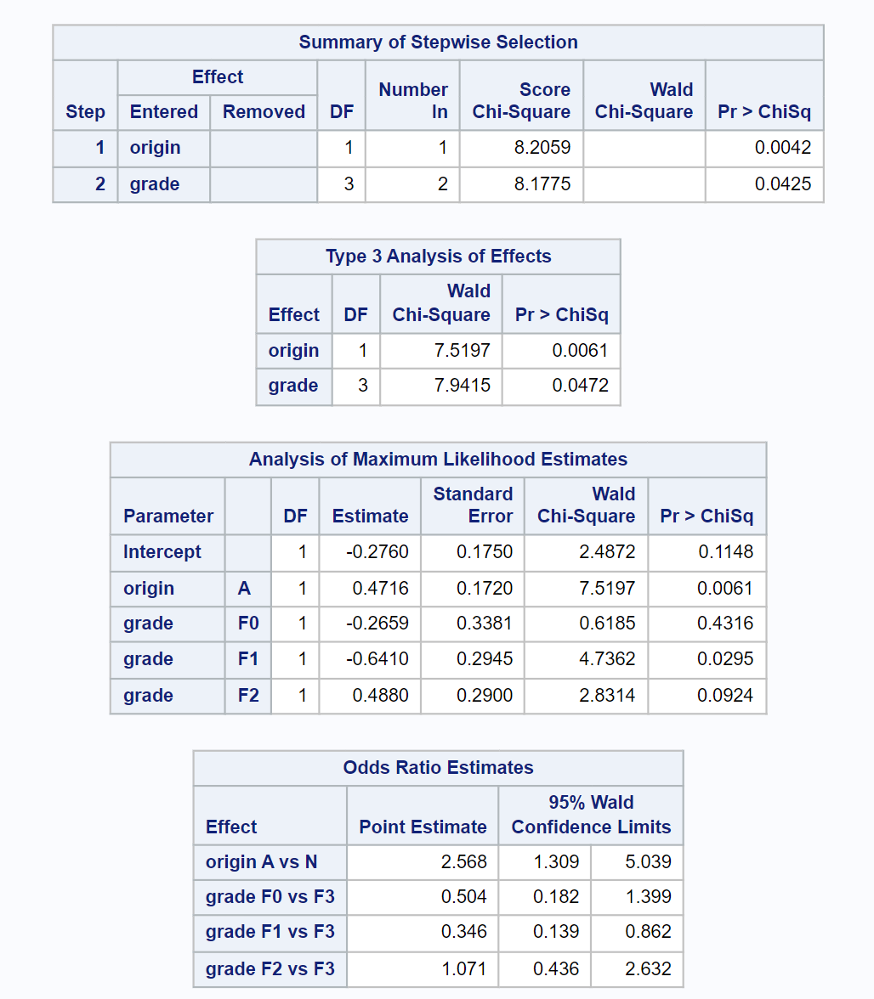 Summary of Stepwise Selection
Step Effect DF Number In Score Chi-Square Wald Chi-Square Pr > ChiSq
Entered Removed
1 origin 1 1 8.2059 0.0042
2 grade 3 2 8.1775 0.0425
Type 3 Analysis of Effects
Effect DF Wald Chi-Square Pr > ChiSq
origin 1 7.5197 0.0061
grade 3 7.9415 0.0472
Analysis of Maximum Likelihood Estimates
Parameter DF Estimate Standard Error Wald Chi-Square Pr > ChiSq
Intercept 1 -0.2760 0.1750 2.4872 0.1148
origin A 1 0.4716 0.1720 7.5197 0.0061
grade F0 1 -0.2659 0.3381 0.6185 0.4316
grade F1 1 -0.6410 0.2945 4.7362 0.0295
grade F2 1 0.4880 0.2900 2.8314 0.0924
Odds Ratio Estimates
Effect Point Estimate 95% Wald Confidence Limits
origin A vs N 2.568 1.309 5.039
grade F0 vs F3 0.504 0.182 1.399
grade F1 vs F3 0.346 0.139 0.862
grade F2 vs F3 1.071 0.436 2.632